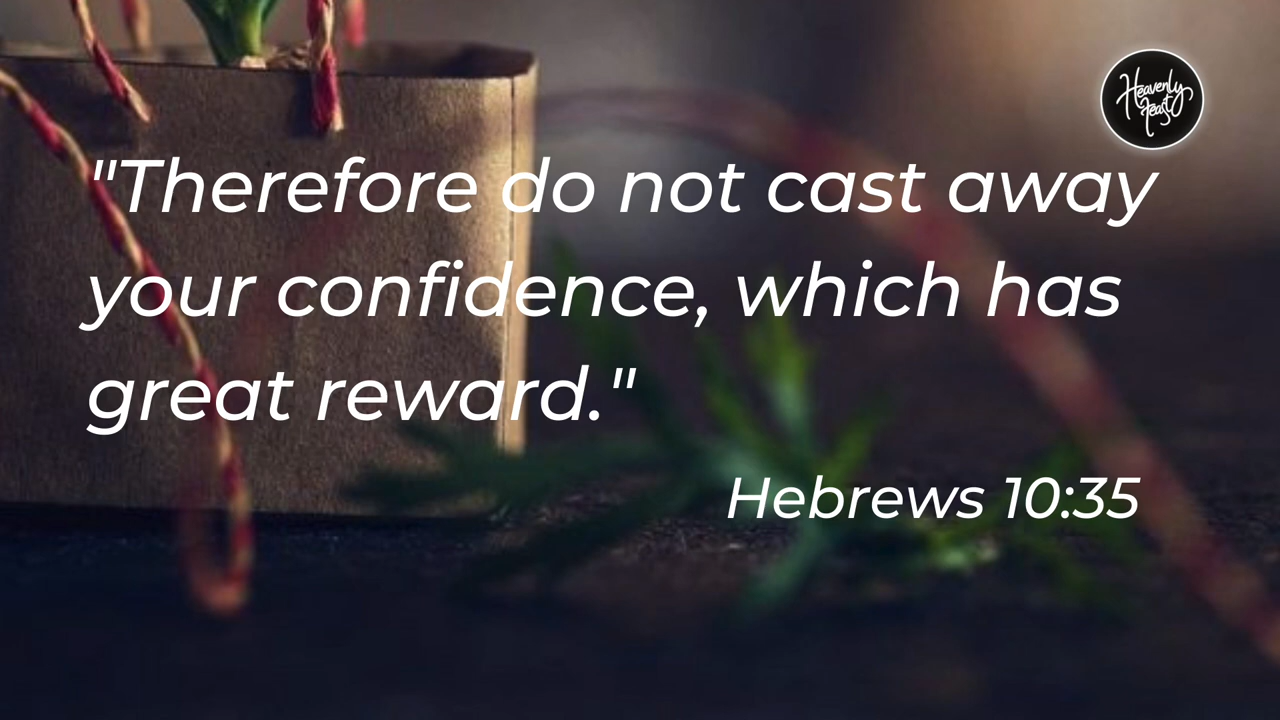 Heavenly
feast
"Therefore do not cast away
your confidence, which has
great reward."
Hebrews 10:35